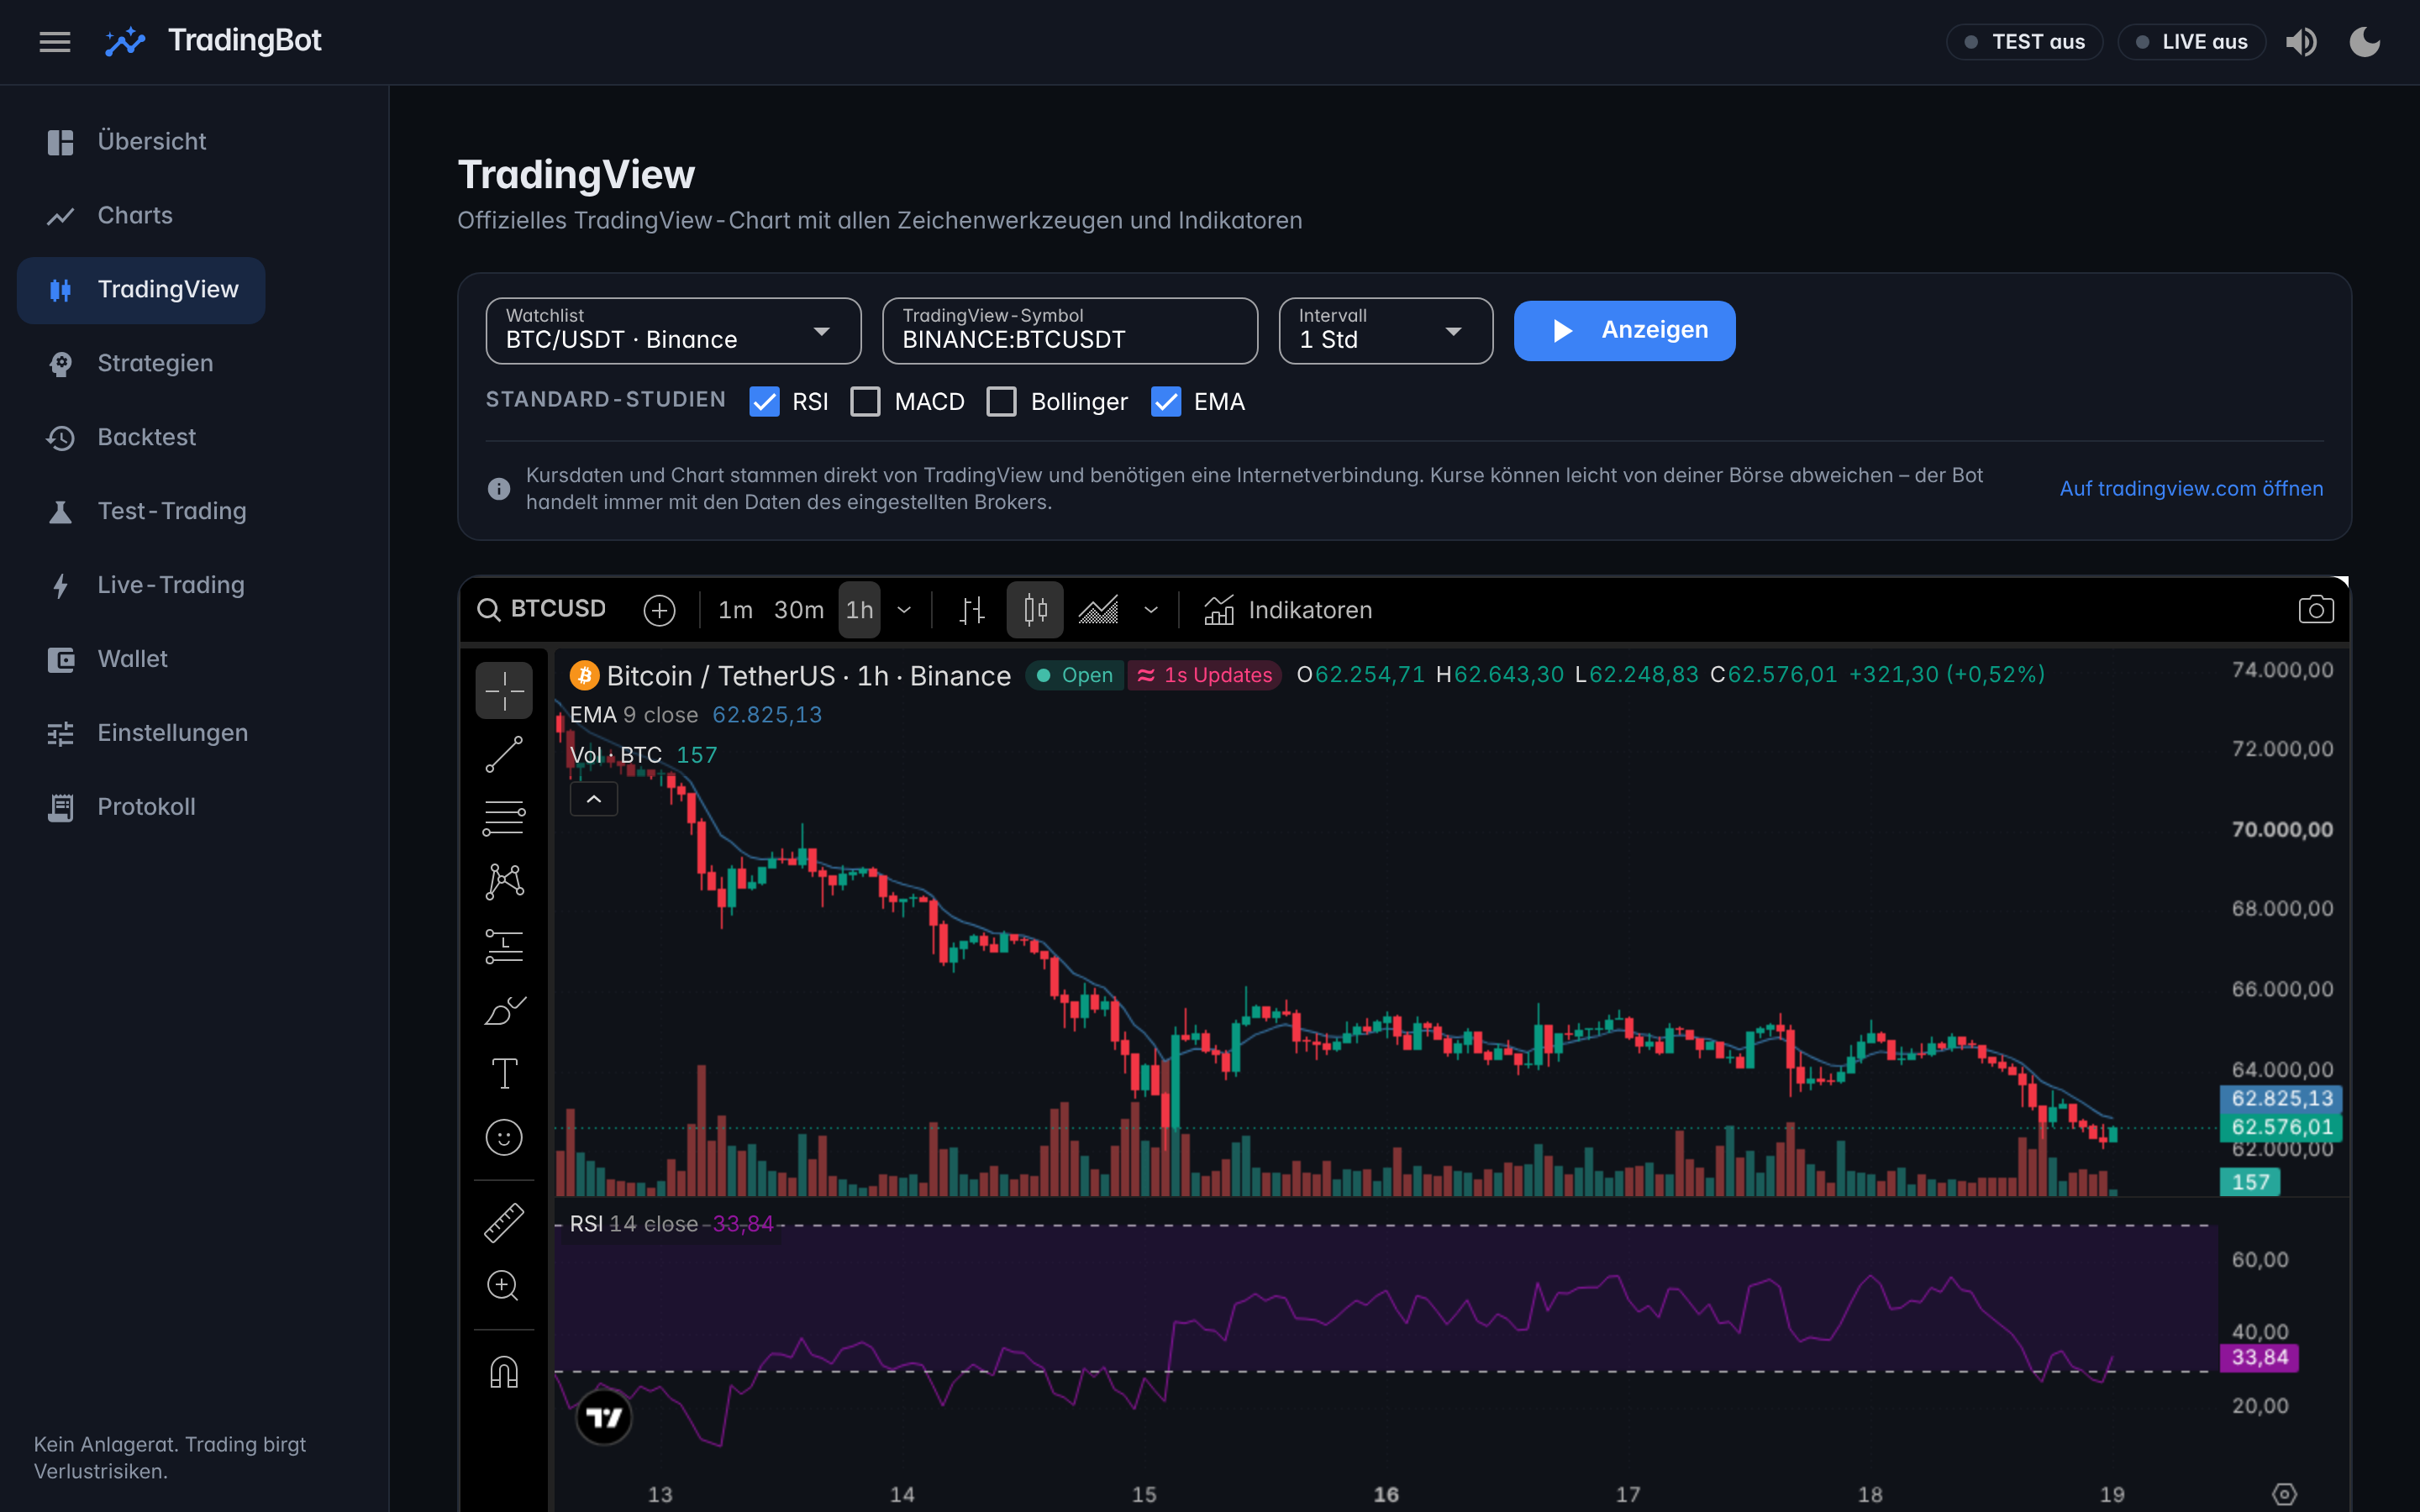 TradingBot
TEST aus
LIVE aus
Übersicht
Charts
TradingView
Strategien
Backtest
Test-Trading
Live-Trading
Wallet
Einstellungen
Protokoll
Kein Anlagerat. Trading birgt
Verlustrisiken.
TradingView
Offizielles TradingView-Chart mit allen Zeichenwerkzeugen und Indikatoren
Watchlist
BTC/USDT · Binance
TradingView-Symbol
BINANCE:BTCUSDT
Intervall
1 Std
Anzeigen
STANDARD-STUDIEN
RSI
MACD
Bollinger
EMA
Kursdaten und Chart stammen direkt von TradingView und benötigen eine Internetverbindung. Kurse können leicht von deiner Börse abweichen – der Bot
handelt immer mit den Daten des eingestellten Brokers.
Auf tradingview.com öffnen
BTCUSD
1m
30m
1h
Indikatoren
Bitcoin / TetherUS · 1h · Binance
Open
1s Updates
O62.254,71 H62.643,30 L62.248,83 C62.576,01 +321,30 (+0,52%)
EMA 9 close 62.825,13
Vol · BTC 157
74.000,00
72.000,00
70.000,00
68.000,00
66.000,00
64.000,00
62.825,13
62.576,01
62.000,00
157
RSI 14 close 33,84
60,00
40,00
33,84
20,00
13
14
15
16
17
18
19